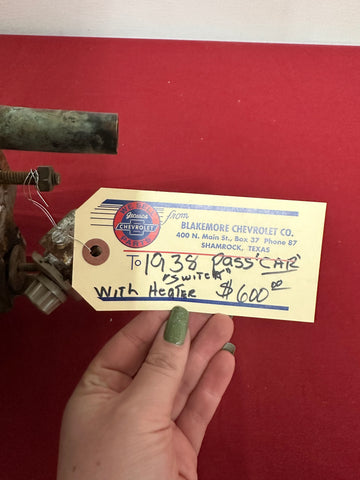 from
Genuine
CHEVROLET
BLAKEMORE CHEVROLET CO.
400 N. Main St., Box 37 Phone 87
SHAMROCK, TEXAS
To 1938 PASS "CAR"
"SWITCH"
WITH HEATER $600.00